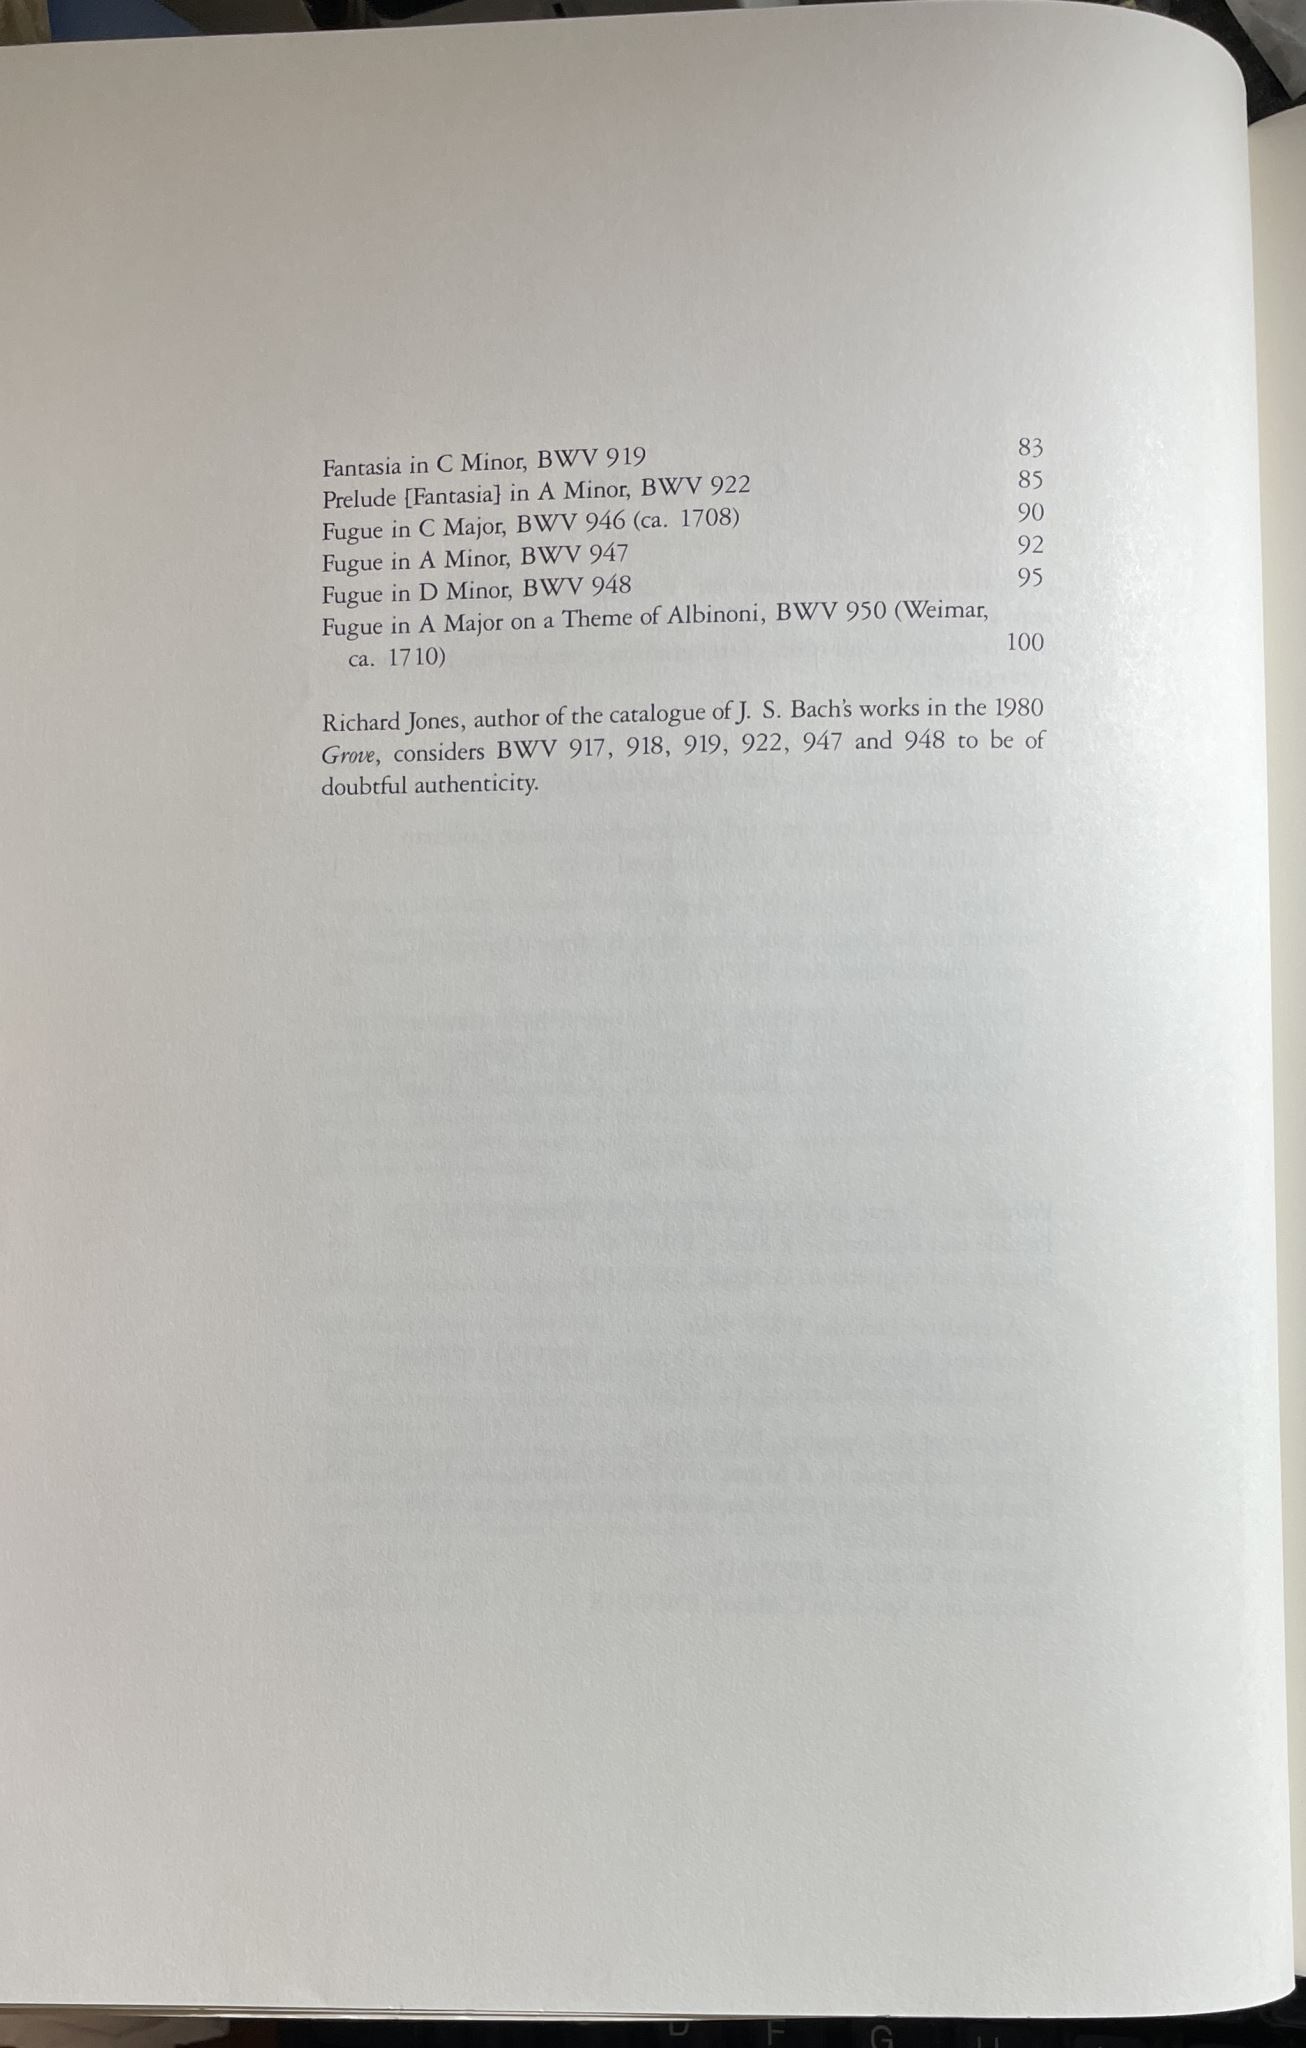 Fantasia in C Minor, BWV 919 83
Prelude [Fantasia] in A Minor, BWV 922 85
Fugue in C Major, BWV 946 (ca. 1708) 90
Fugue in A Minor, BWV 947 92
Fugue in D Minor, BWV 948 95
Fugue in A Major on a Theme of Albinoni, BWV 950 (Weimar,
ca. 1710) 100
Richard Jones, author of the catalogue of J. S. Bach's works in the 1980
Grove, considers BWV 917, 918, 919, 922, 947 and 948 to be of
doubtful authenticity.
F G